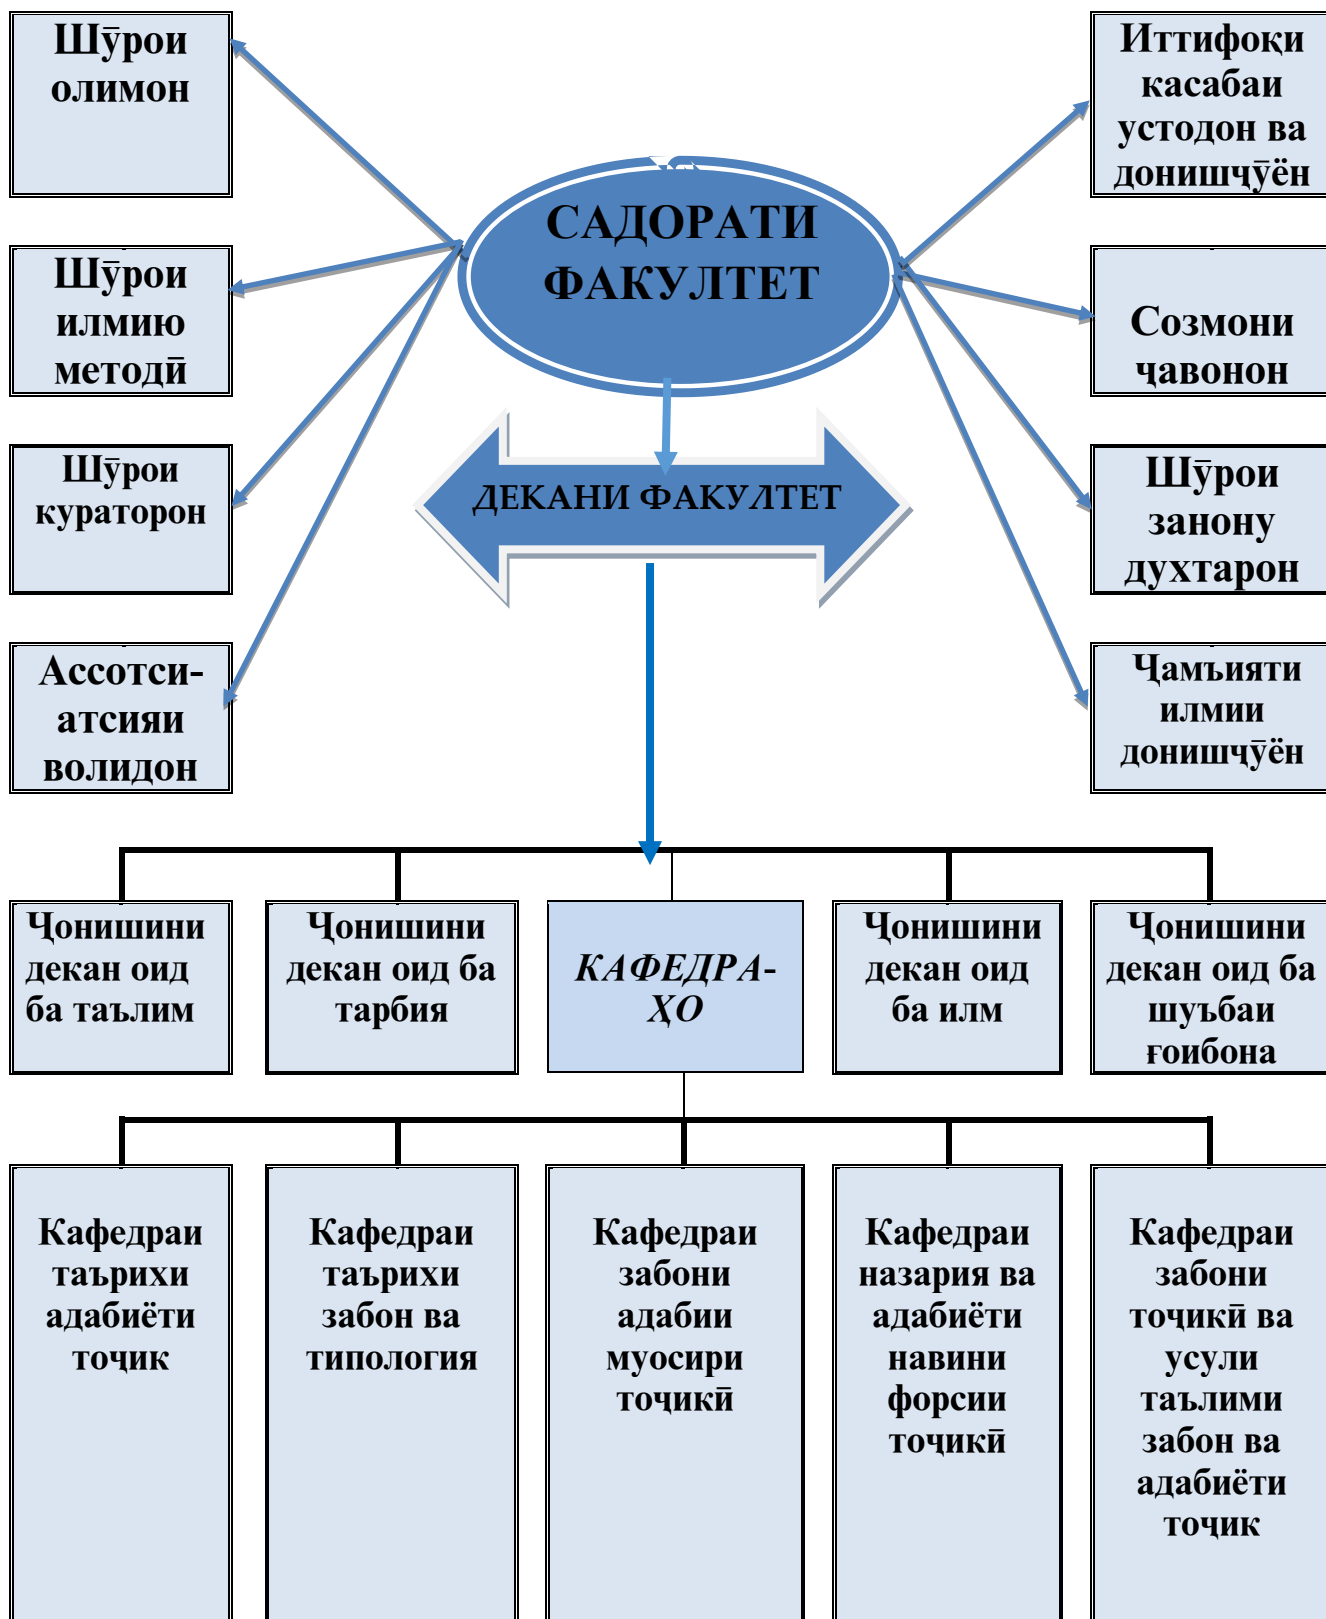 Шӯрои
олимон
Иттифоқи
касабаи
устодон ва
донишҷӯён
САДОРАТИ
ФАКУЛТЕТ
Шӯрои
илмию
методӣ
Созмони
ҷавонон
Шӯрои
кураторон
ДЕКАНИ ФАКУЛТЕТ
Шӯрои
занону
духтарон
Ассотси-
атсияи
волидон
Ҷамъияти
илмии
донишҷӯён
Ҷонишини
декан оид
ба таълим
Ҷонишини
декан оид ба
тарбия
КАФЕДРА-
ҲО
Ҷонишини
декан оид
ба илм
Ҷонишини
декан оид ба
шуъбаи
ғоибона
Кафедраи
таърихи
адабиёти
тоҷик
Кафедраи
таърихи
забон ва
типология
Кафедраи
забони
адабии
муосири
тоҷикӣ
Кафедраи
назария ва
адабиёти
навини
форсии
тоҷикӣ
Кафедраи
забони
тоҷикӣ ва
усули
таълими
забон ва
адабиёти
тоҷик